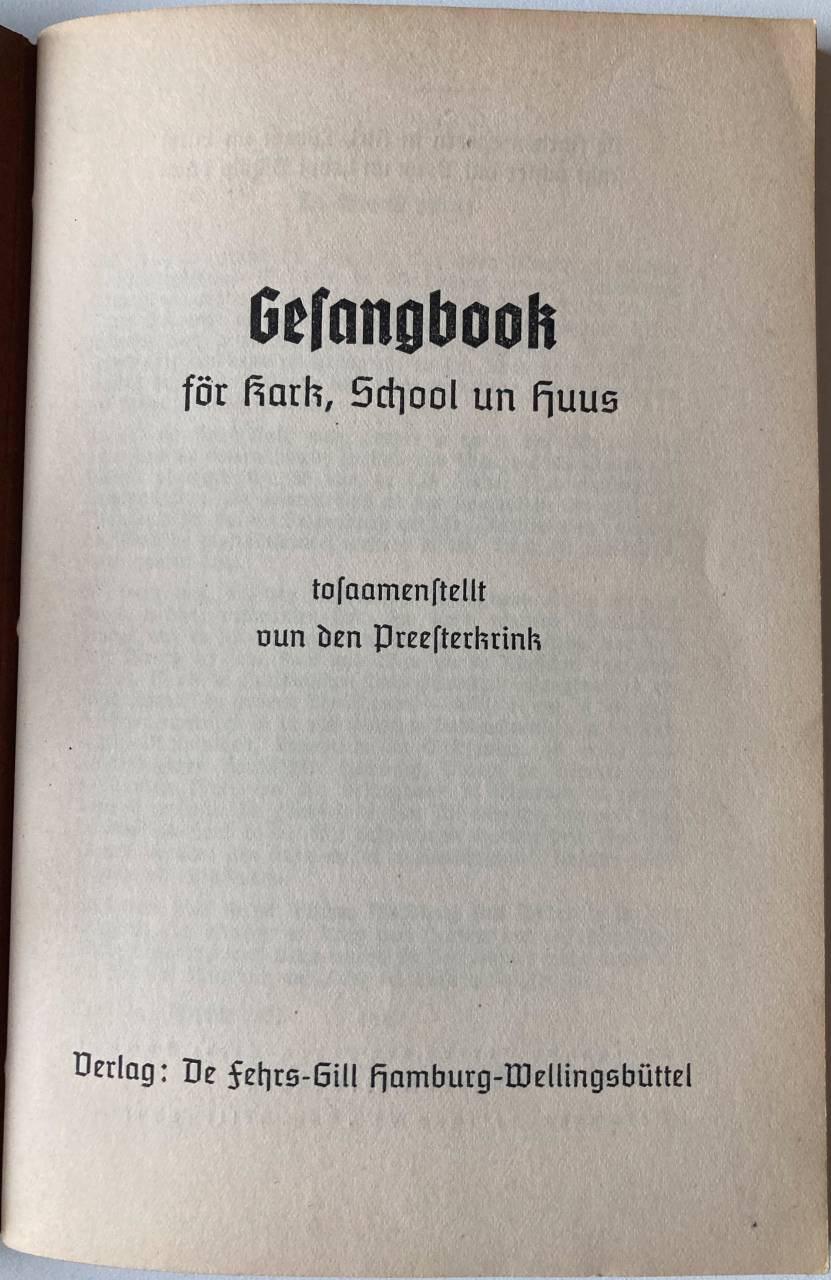 Geſangbook
för Kark, School un Huus
toſaamenſtellt
vun den Preeſterkrink
Verlag: De Fehrs-Gill Hamburg-Wellingsbüttel